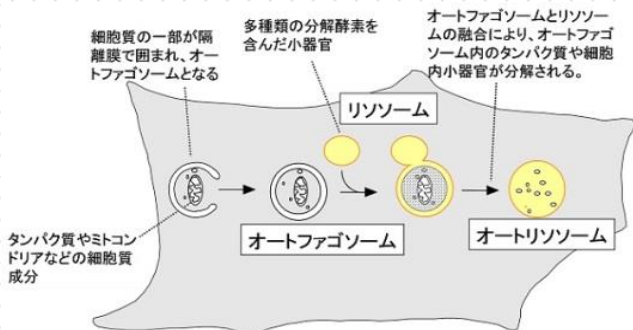 細胞質の一部が隔
離膜で囲まれ、オー
トファゴソームとなる
多種類の分解酵素を
含んだ小器官
オートファゴソームとリソソー
ムの融合により、オートファゴ
ソーム内のタンパク質や細胞
内小器官が分解される。
リソソーム
タンパク質やミトコン
ドリアなどの細胞質
成分
オートファゴソーム
オートリソソーム